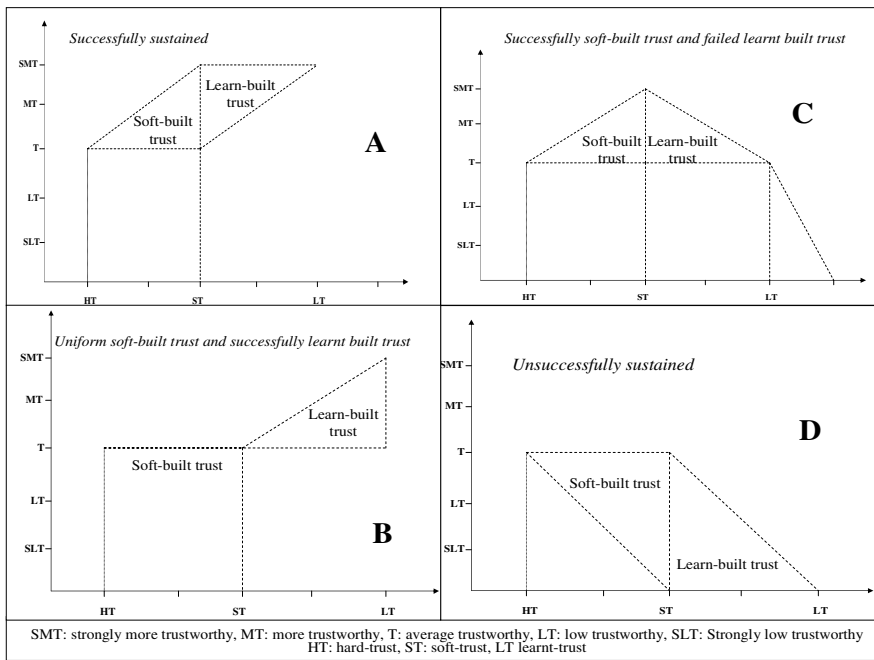 Successfully sustained
SMT
MT
T
LT
SLT
Learn-built
trust
Soft-built
trust
A
HT
ST
LT
Successfully soft-built trust and failed learnt built trust
SMT
MT
T
LT
SLT
C
Soft-built
trust
Learn-built
trust
HT
ST
LT
Uniform soft-built trust and successfully learnt built trust
SMT
MT
T
LT
SLT
Learn-built
trust
Soft-built trust
B
HT
ST
LT
Unsuccessfully sustained
SMT
MT
T
LT
SLT
D
Soft-built trust
Learn-built trust
HT
ST
LT
SMT: strongly more trustworthy, MT: more trustworthy, T: average trustworthy, LT: low trustworthy, SLT: Strongly low trustworthy
HT: hard-trust, ST: soft-trust, LT learnt-trust